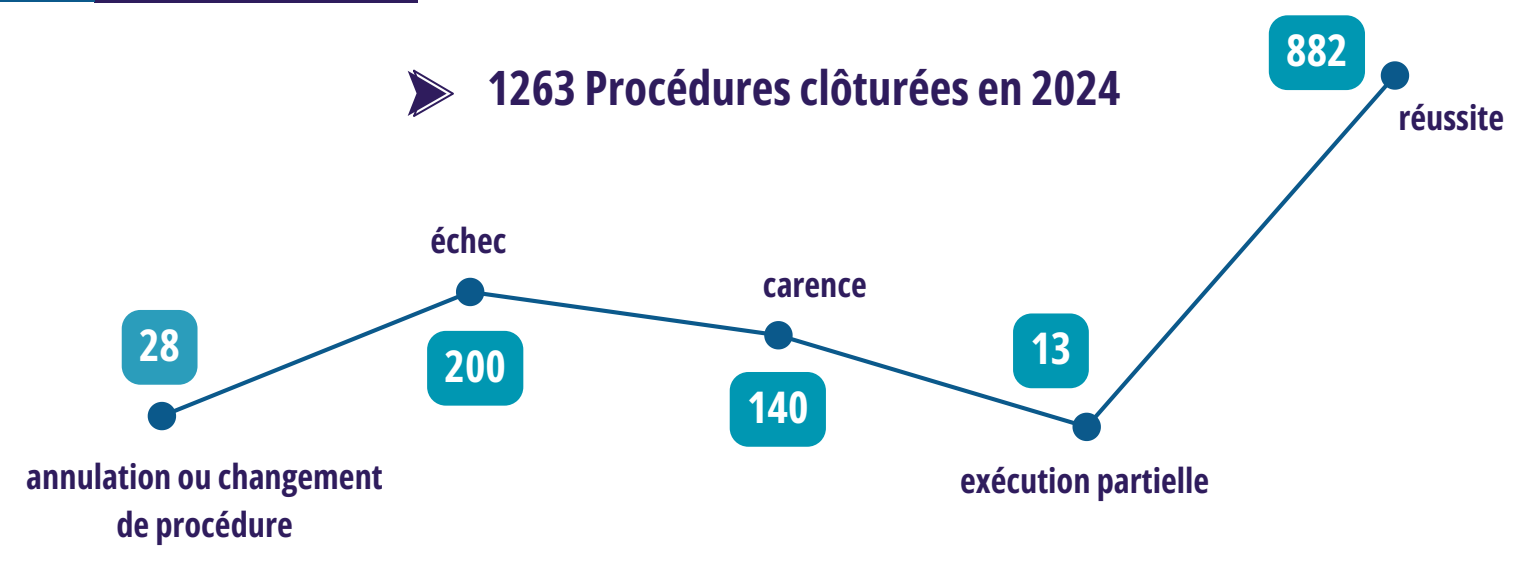 1263 Procédures clôturées en 2024
882
réussite
échec
carence
28
200
140
13
annulation ou changement
de procédure
exécution partielle